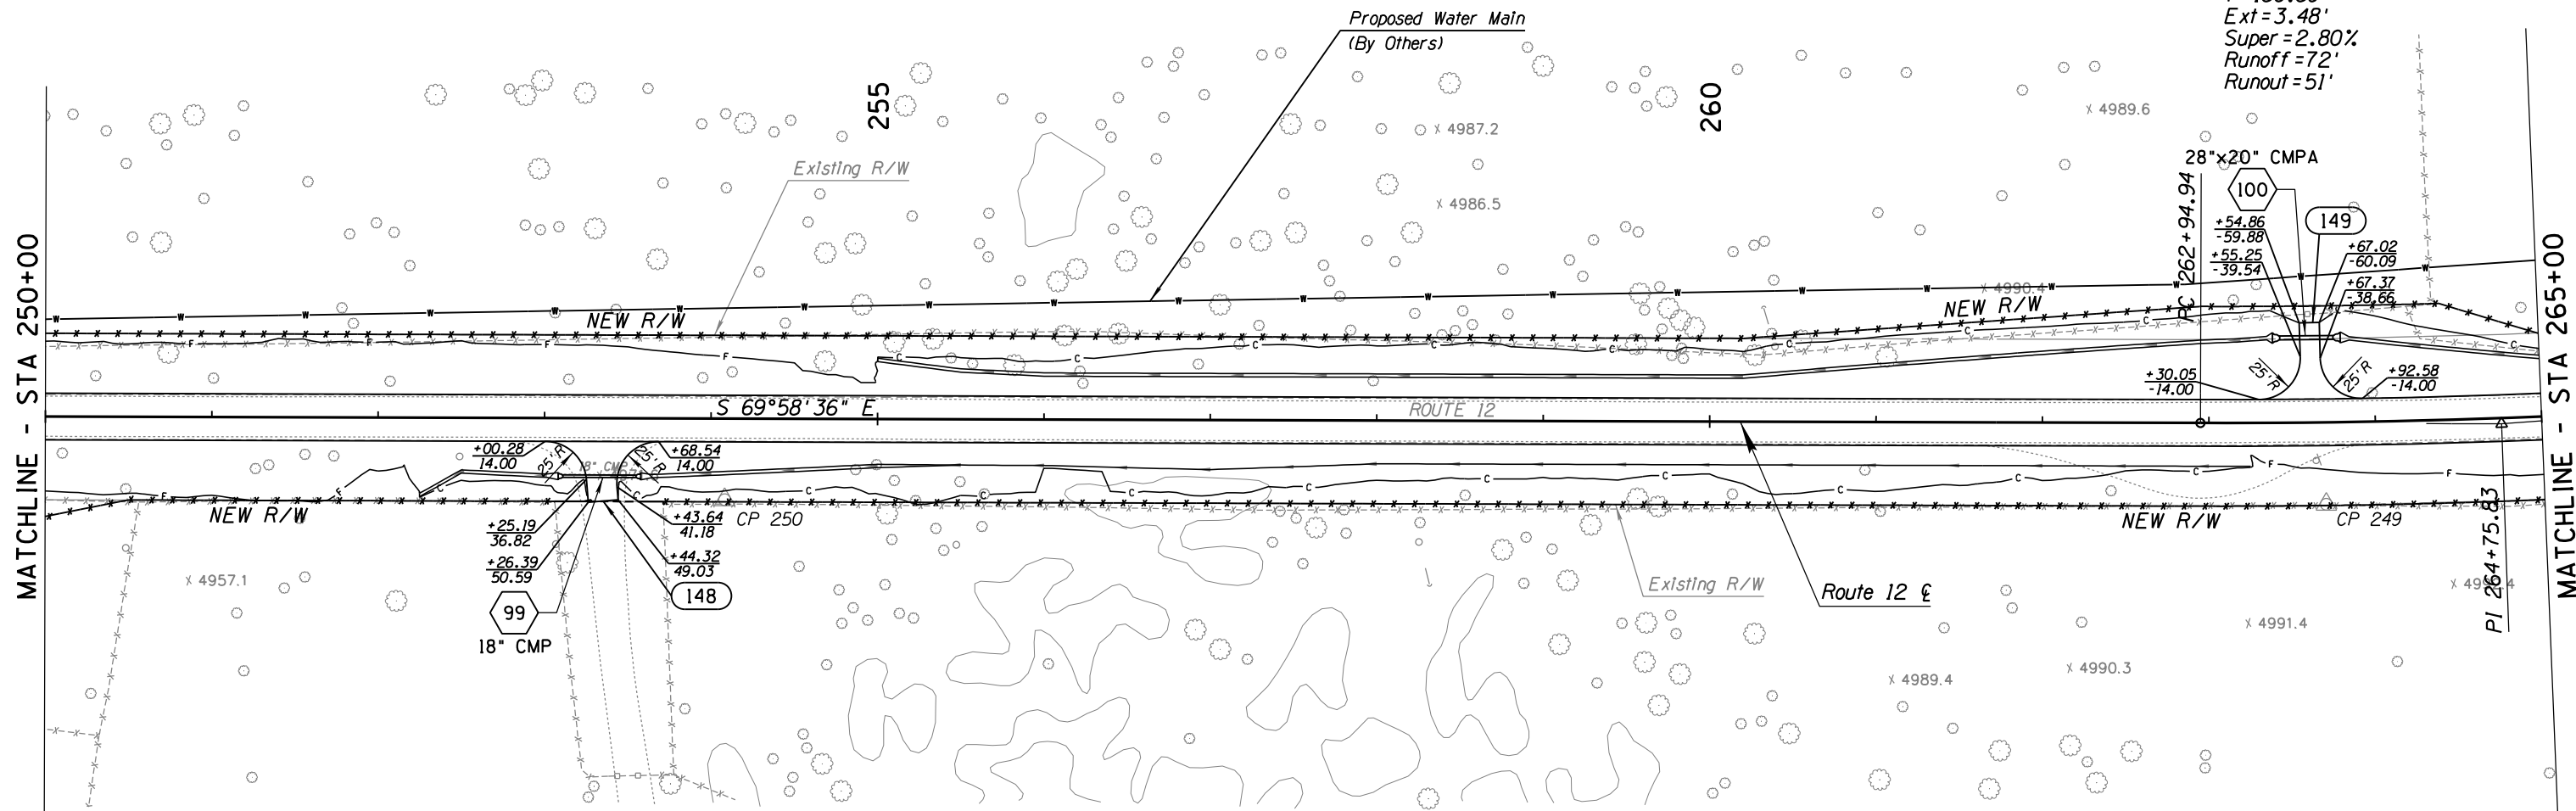 Proposed Water Main
(By Others)
Ext=3.48'
Super=2.80%
Runoff=72'
Runout=51'
255
260
x 4987.2
x 4989.6
Existing R/W
28"x20" CMPA
100
149
x 4986.5
PC 262+94.94
+54.86
-59.88
+55.25
-39.54
+67.02
-60.09
+67.37
-38.66
x 4990.4
MATCHLINE - STA 250+00
MATCHLINE - STA 265+00
W W W W W W W W W W W W W W W W W W W W
NEW R/W
NEW R/W
F F F F C C C C C C C C C
+30.05
-14.00
25'R
25'R
+92.58
-14.00
S 69°58'36" E
ROUTE 12
+00.28
14.00
25'R
18" CMP
25'R
+68.54
14.00
F F C C C C C C C C C C C F F
NEW R/W
+25.19
36.82
+26.39
50.59
+43.64
41.18
CP 250
+44.32
49.03
148
99
18" CMP
NEW R/W
CP 249
PI 264+75.83
x 4957.1
Existing R/W
Route 12 ℄
x 4991.4
x 4990.3
x 4989.4